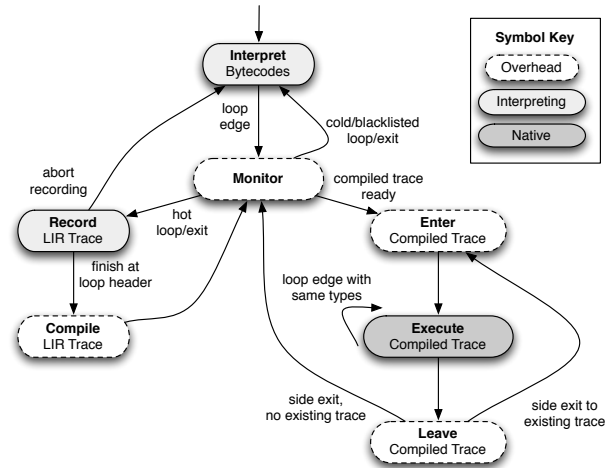 Symbol Key
Overhead
Interpreting
Native
Interpret
Bytecodes
loop
edge
cold/blacklisted
loop/exit
abort
recording
Monitor
compiled trace
ready
hot
loop/exit
Record
LIR Trace
Enter
Compiled Trace
finish at
loop header
loop edge with
same types
Compile
LIR Trace
Execute
Compiled Trace
side exit,
no existing trace
side exit to
existing trace
Leave
Compiled Trace